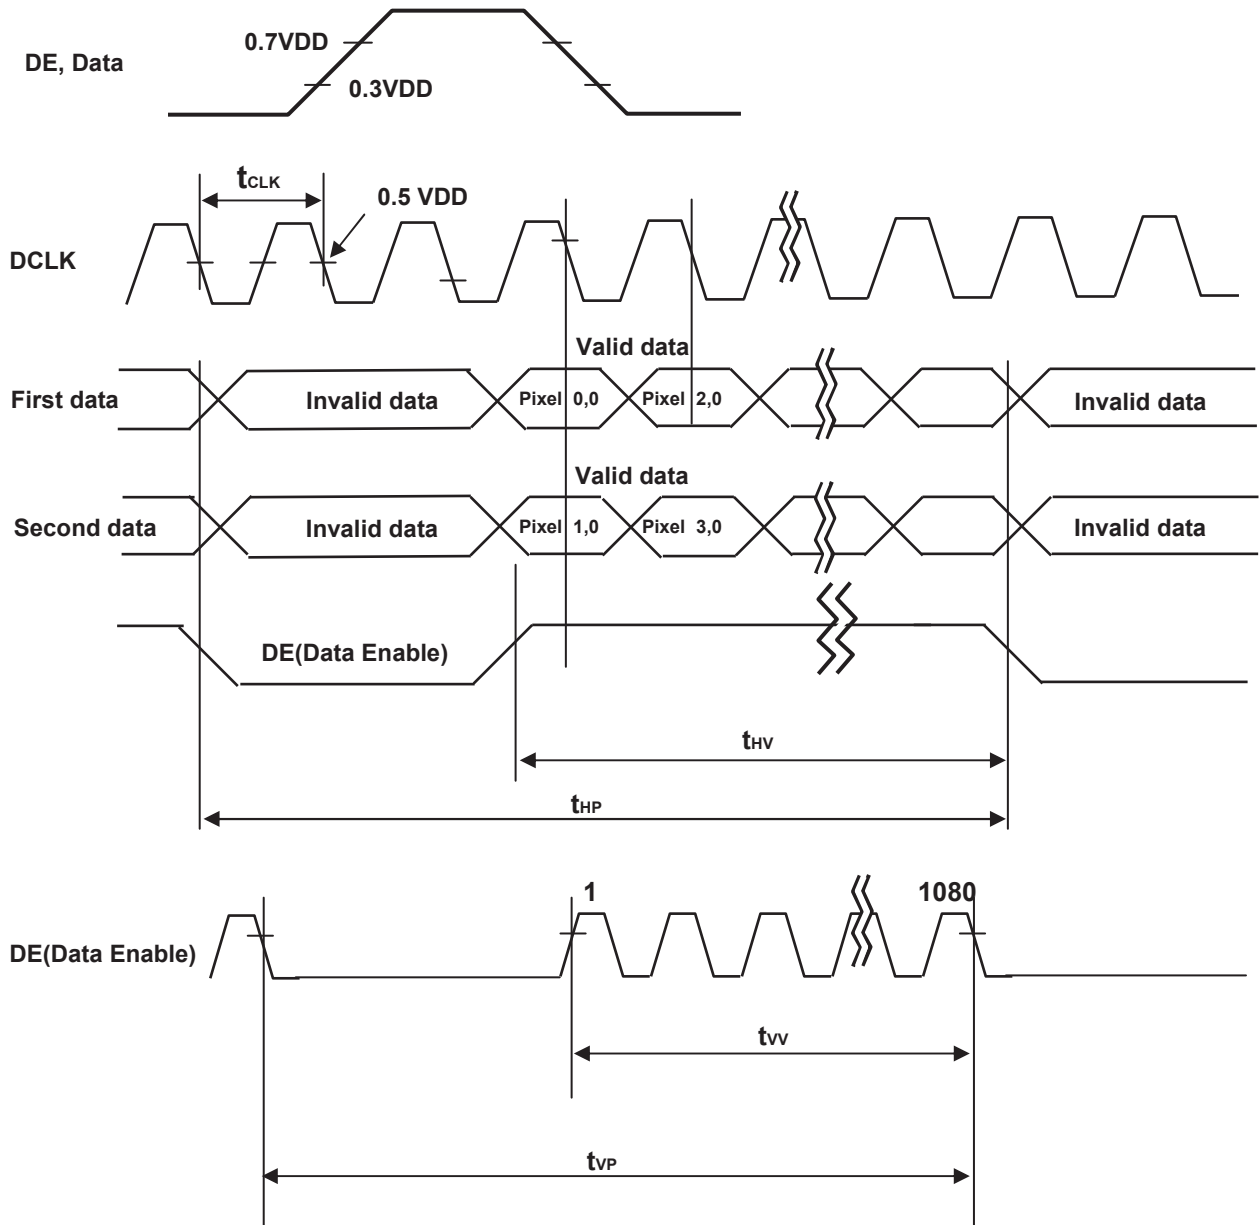 0.7VDD
DE, Data
0.3VDD
tCLK
0.5 VDD
DCLK
Valid data
First data
Invalid data
Pixel 0,0
Pixel 2,0
Invalid data
Valid data
Second data
Invalid data
Pixel 1,0
Pixel 3,0
Invalid data
DE(Data Enable)
tHV
tHP
1
1080
DE(Data Enable)
tVV
tVP